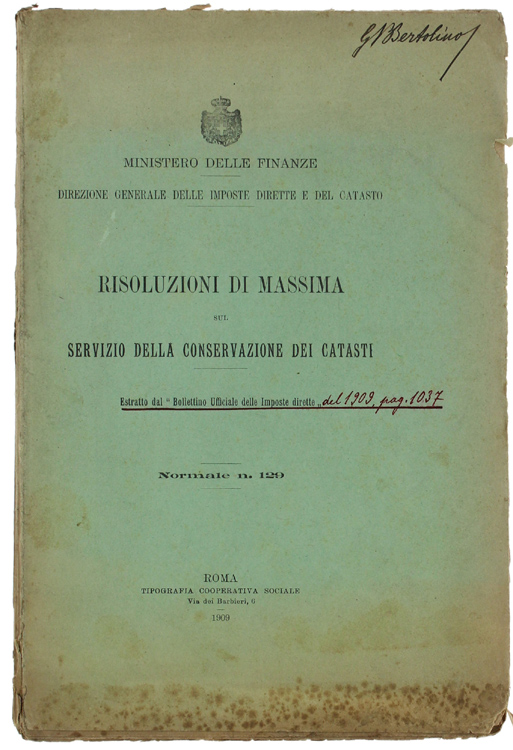 GBBertolino
MINISTERO DELLE FINANZE
DIREZIONE GENERALE DELLE IMPOSTE DIRETTE E DEL CATASTO
RISOLUZIONI DI MASSIMA
SUL
SERVIZIO DELLA CONSERVAZIONE DEI CATASTI
Estratto dal “ Bollettino Ufficiale delle Imposte dirette „ del 1909, pag. 1037
Normale n. 129
ROMA
TIPOGRAFIA COOPERATIVA SOCIALE
Via dei Barbieri, 6
1909